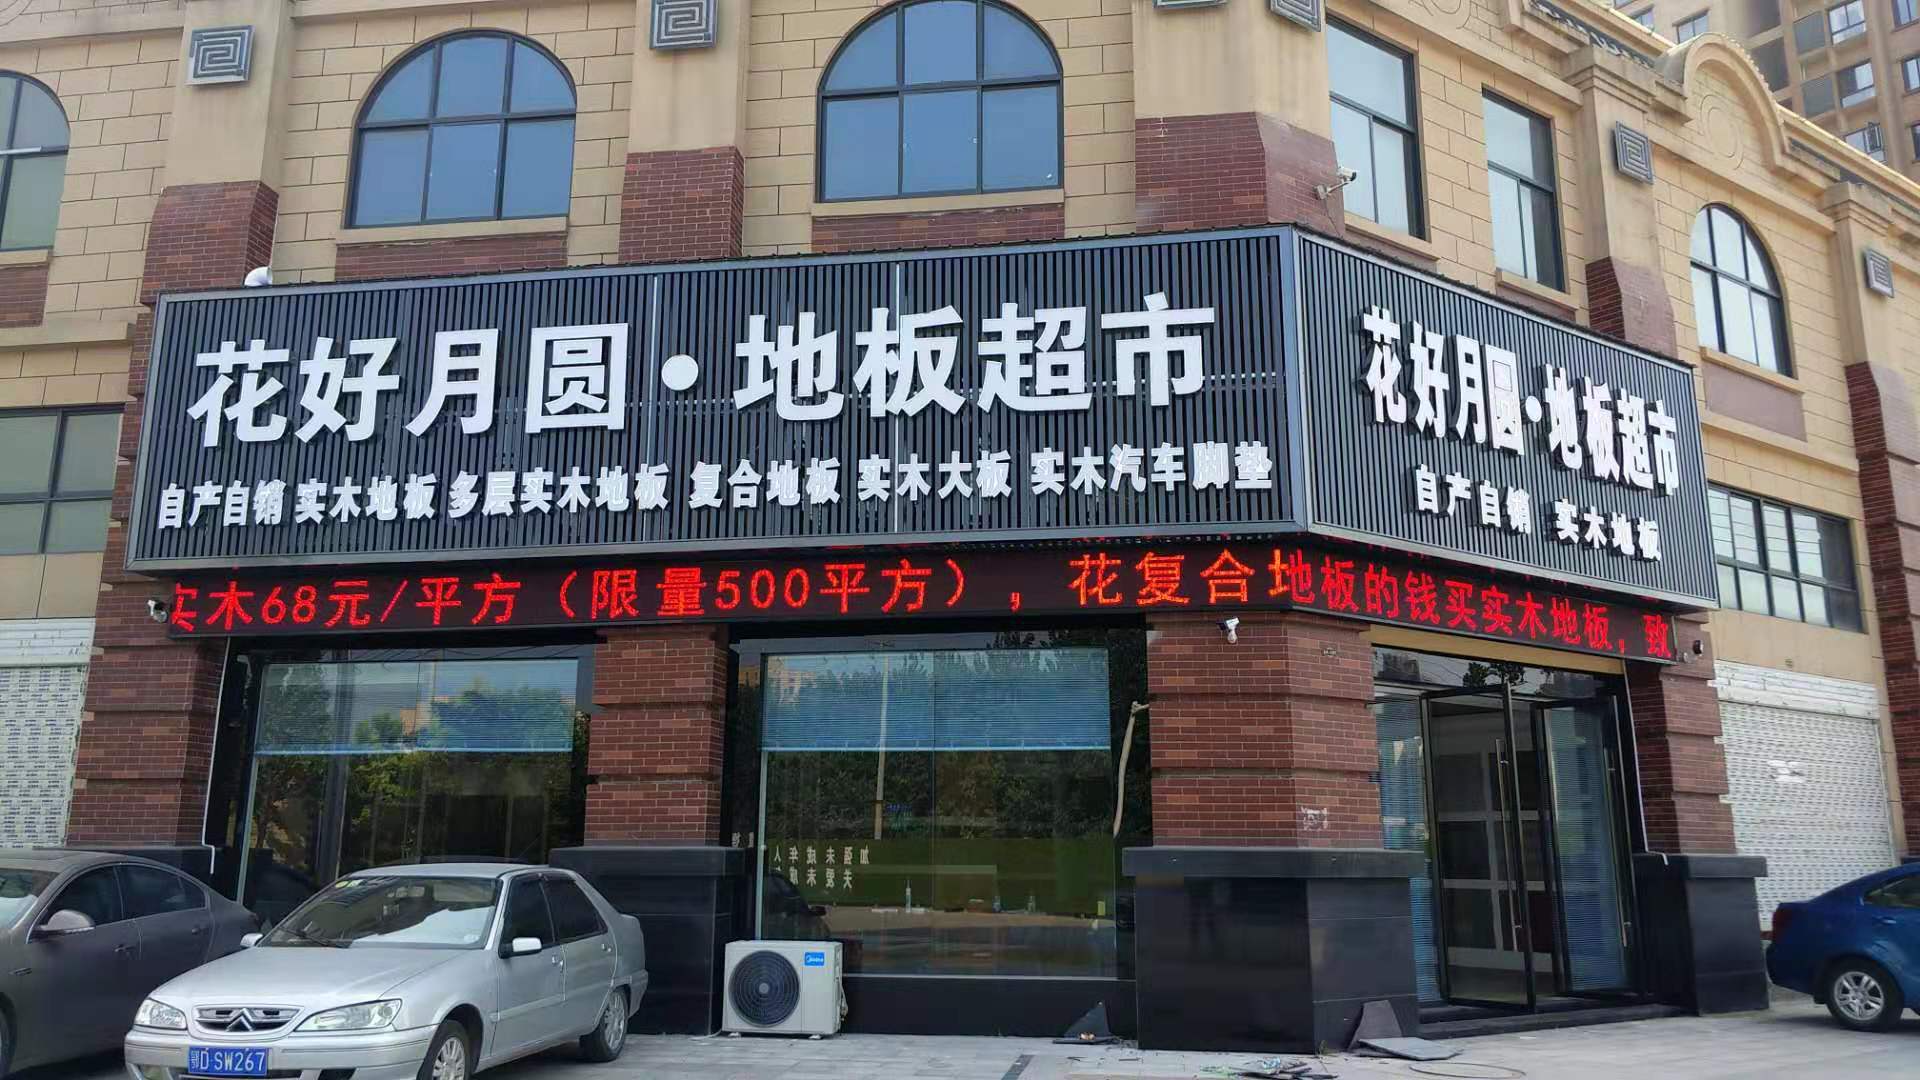 花好月圆·地板超市
自产自销 实木地板 多层实木地板 复合地板 实木大板 实木汽车脚垫
花好月圆·地板超市
自产自销 实木地板
实木68元/平方（限量500平方），花复合地板的钱买实木地板，致
Midea
D·SW267